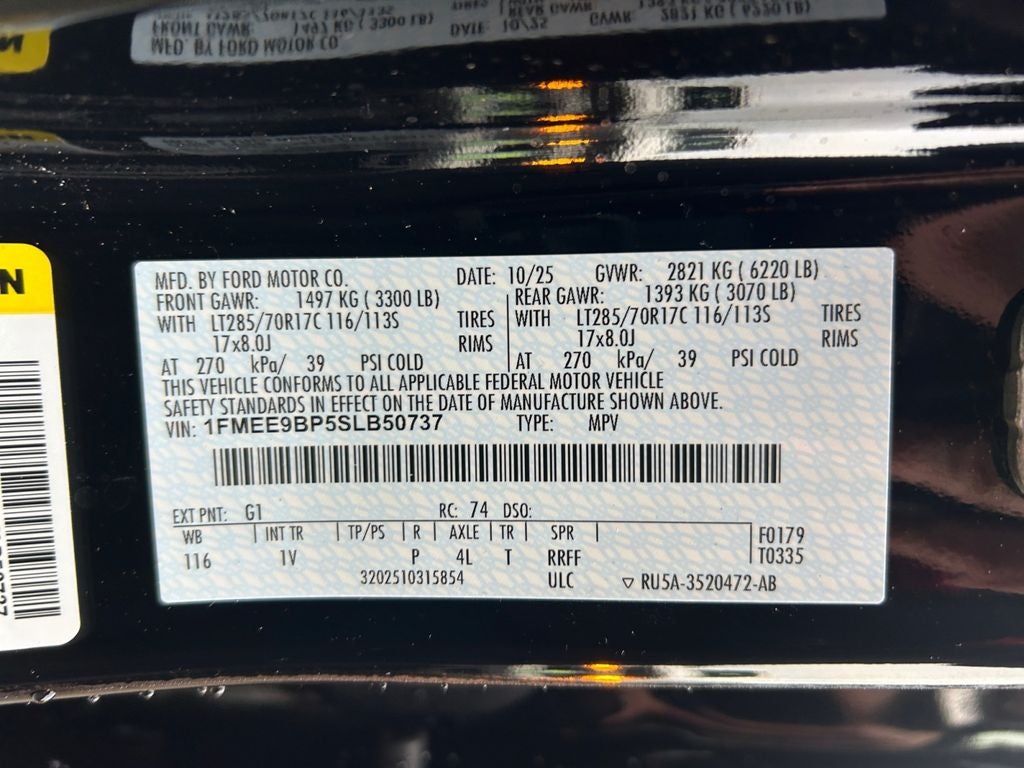 MFD. BY FORD MOTOR CO. DATE: 10/25 GVWR: 2821 KG ( 6220 LB)
FRONT GAWR: 1497 KG ( 3300 LB) REAR GAWR: 1393 KG ( 3070 LB)
WITH LT285/70R17C 116/113S TIRES WITH LT285/70R17C 116/113S TIRES
17x8.0J RIMS 17x8.0J RIMS
AT 270 kPa/ 39 PSI COLD AT 270 kPa/ 39 PSI COLD
THIS VEHICLE CONFORMS TO ALL APPLICABLE FEDERAL MOTOR VEHICLE
SAFETY STANDARDS IN EFFECT ON THE DATE OF MANUFACTURE SHOWN ABOVE.
VIN: 1FMEE9BP5SLB50737 TYPE: MPV
EXT PNT: G1 RC: 74 DSO:
WB INT TR TP/PS R AXLE TR SPR F0179
116 1V P 4L T RRFF T0335
3202510315854 ULC ▽ RU5A-3520472-AB